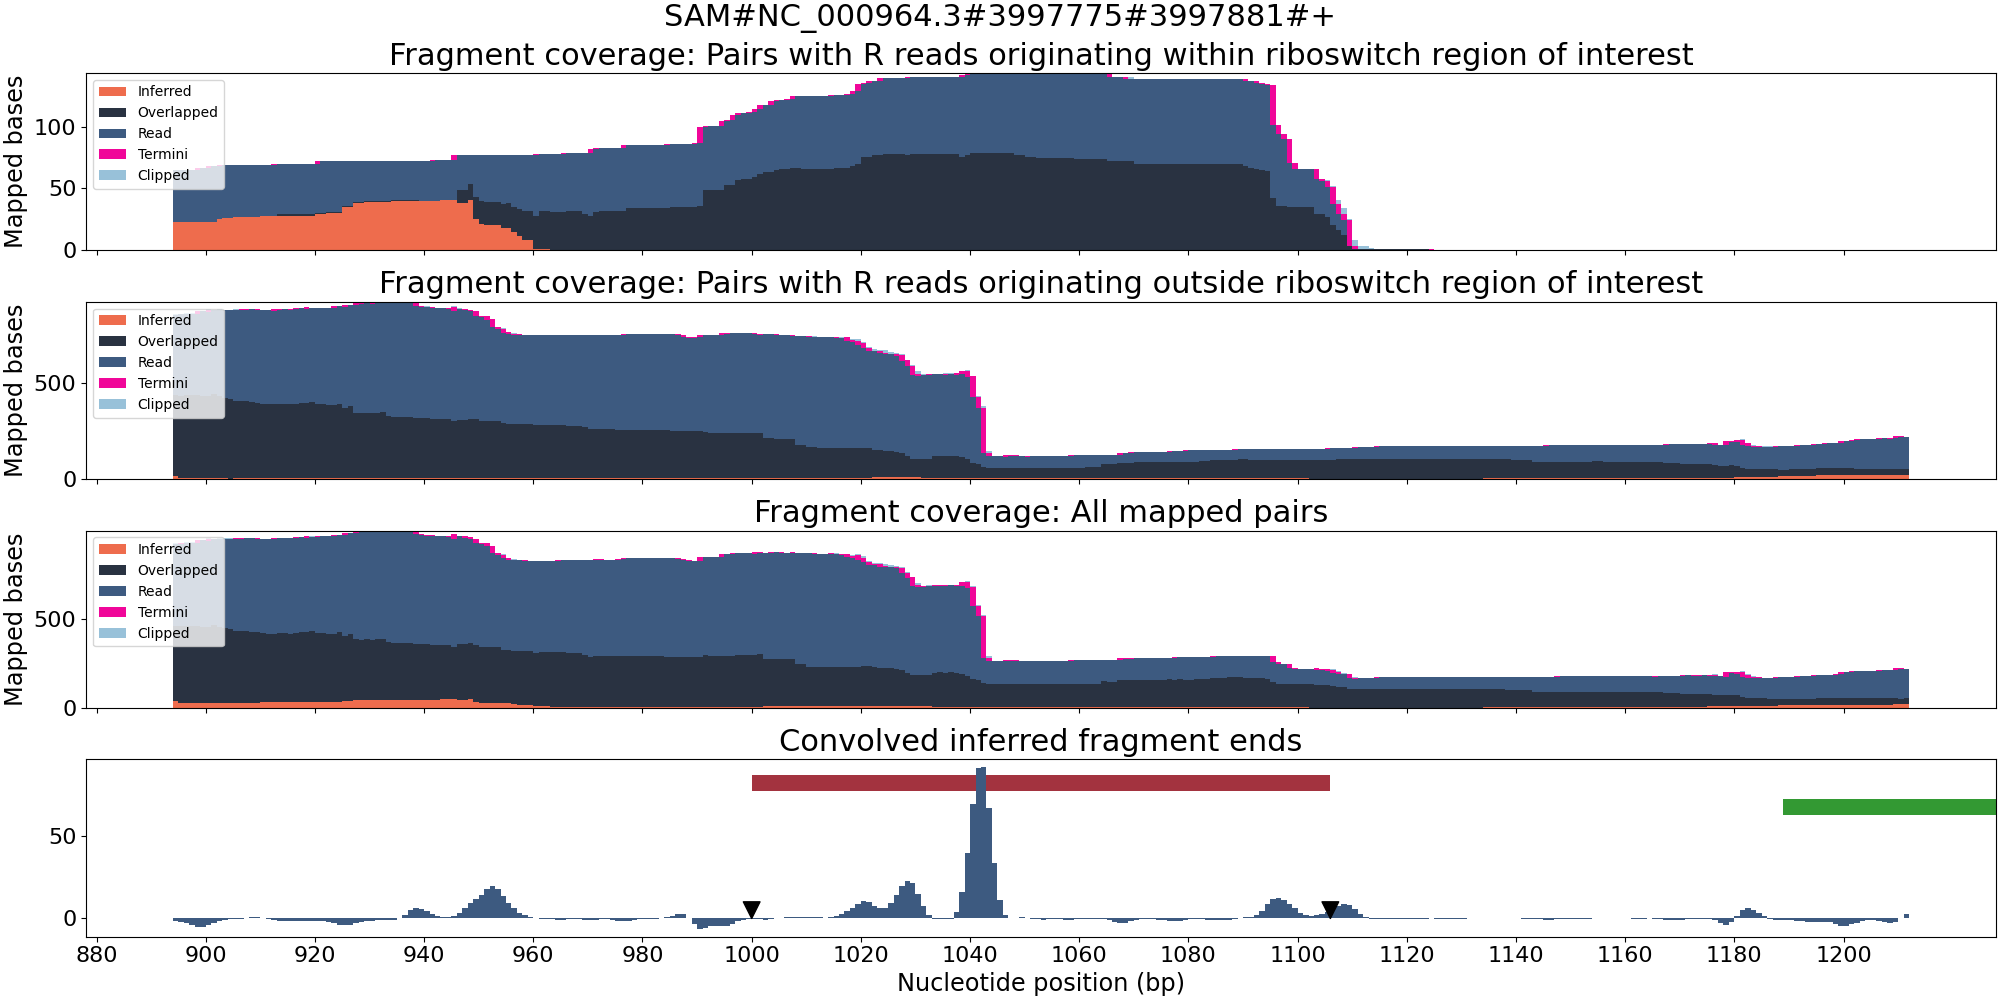 SAM#NC_000964.3#3997775#3997881#+
Fragment coverage: Pairs with R reads originating within riboswitch region of interest
Mapped bases
100
50
0
Inferred
Overlapped
Read
Termini
Clipped
Fragment coverage: Pairs with R reads originating outside riboswitch region of interest
Mapped bases
500
0
Inferred
Overlapped
Read
Termini
Clipped
Fragment coverage: All mapped pairs
Mapped bases
500
0
Inferred
Overlapped
Read
Termini
Clipped
Convolved inferred fragment ends
50
0
880 900 920 940 960 980 1000 1020 1040 1060 1080 1100 1120 1140 1160 1180 1200
Nucleotide position (bp)